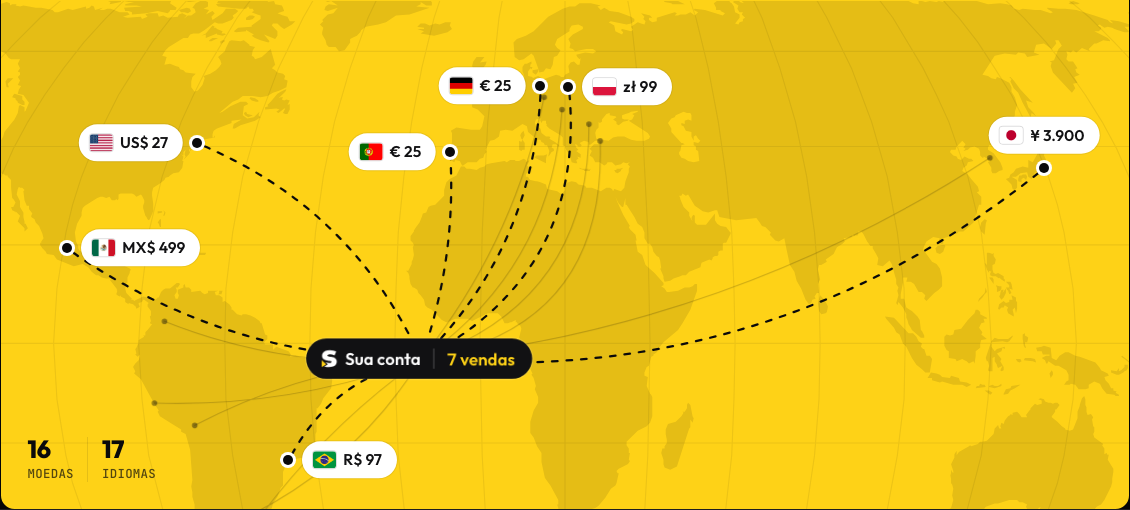 € 25
zł 99
¥ 3.900
US$ 27
€ 25
MX$ 499
S Sua conta
7 vendas
16
MOEDAS
17
IDIOMAS
R$ 97